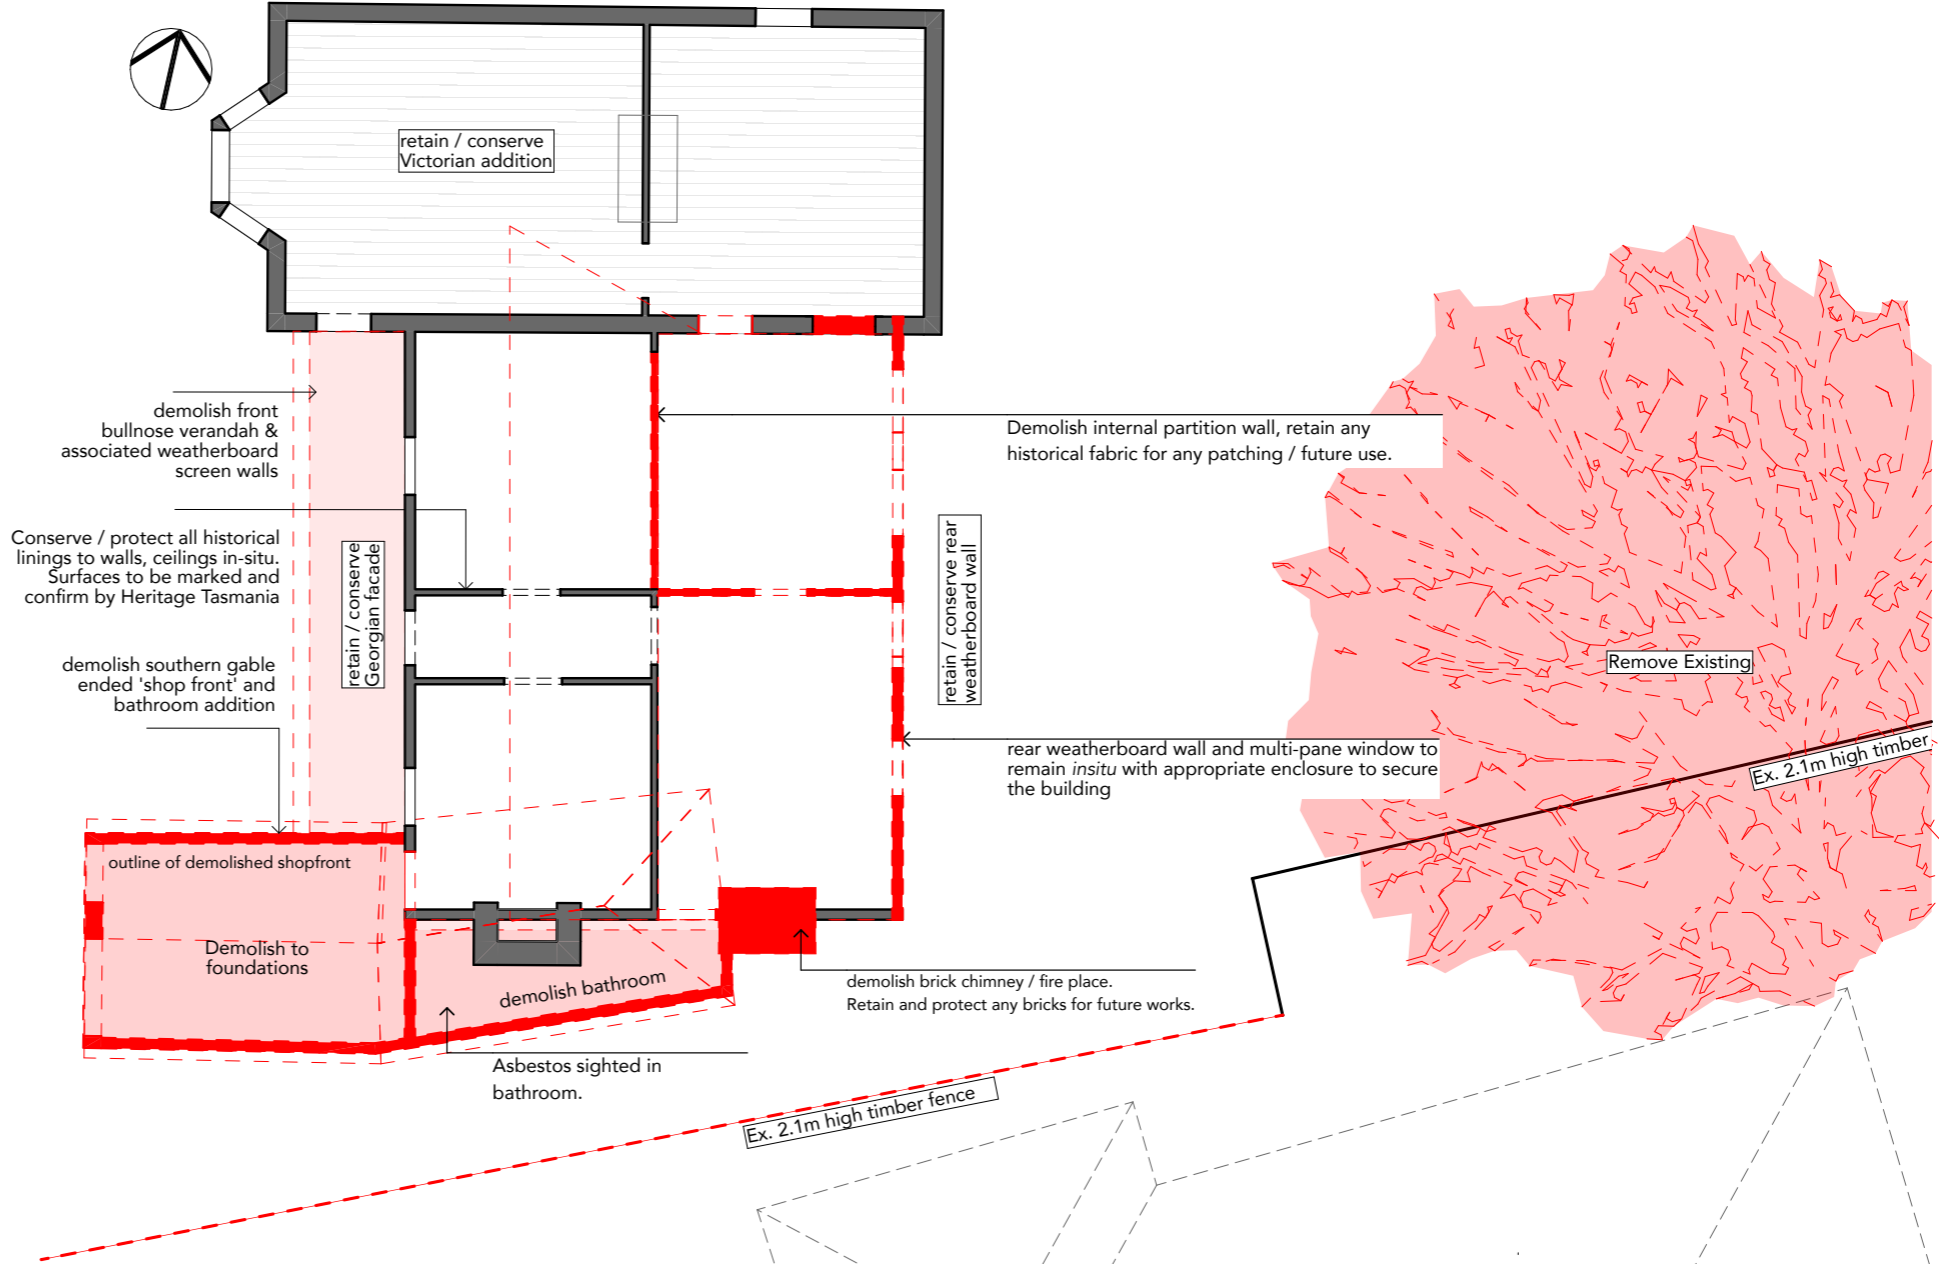 retain / conserve
Victorian addition
demolish front
bullnose verandah &
associated weatherboard
screen walls
Conserve / protect all historical
linings to walls, ceilings in-situ.
Surfaces to be marked and
confirm by Heritage Tasmania
demolish southern gable
ended 'shop front' and
bathroom addition
retain / conserve
Georgian facade
Demolish internal partition wall, retain any
historical fabric for any patching / future use.
retain / conserve rear
weatherboard wall
rear weatherboard wall and multi-pane window to
remain insitu with appropriate enclosure to secure
the building
Remove Existing
Ex. 2.1m high timber
outline of demolished shopfront
Demolish to
foundations
demolish bathroom
demolish brick chimney / fire place.
Retain and protect any bricks for future works.
Asbestos sighted in
bathroom.
Ex. 2.1m high timber fence